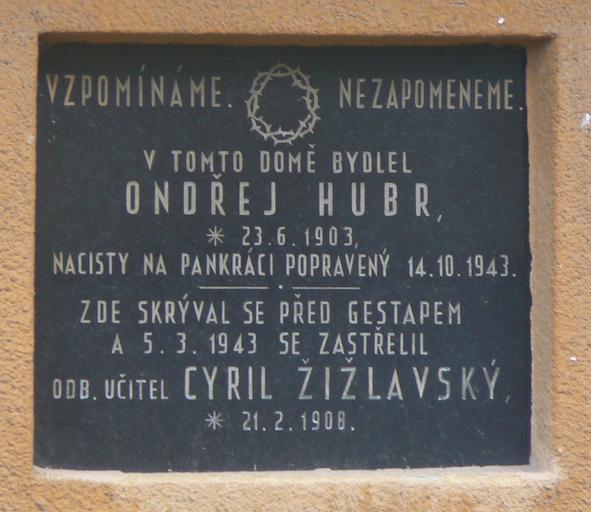 VZPOMÍNÁME. NEZAPOMENEME.
V TOMTO DOMĚ BYDLEL
ONDŘEJ HUBR,
* 23.6.1903,
NACISTY NA PANKRÁCI POPRAVENÝ 14.10.1943.
ZDE SKRÝVAL SE PŘED GESTAPEM
A 5.3.1943 SE ZASTŘELIL
ODB. UČITEL CYRIL ŽIŽLAVSKÝ,
* 21.2.1908.